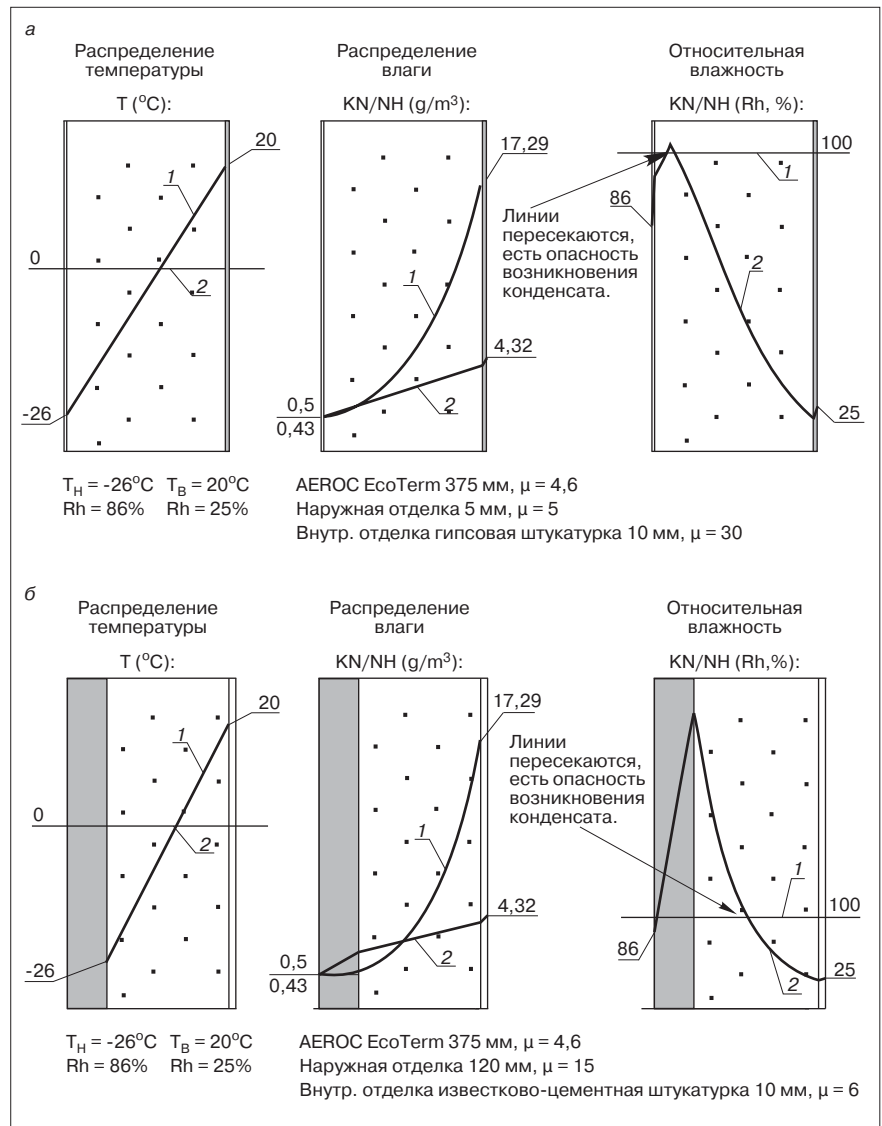 а
Распределение
температуры
T (°C):
20
1
0
2
-26
Распределение
влаги
KN/NH (g/m³):
17,29
1
4,32
0,5
0,43
2
Относительная
влажность
KN/NH (Rh, %):
100
1
86
Линии
пересекаются,
есть опасность
возникновения
конденсата.
2
25
T_H = -26°C T_B = 20°C
Rh = 86% Rh = 25%
AEROC EcoTerm 375 мм, μ = 4,6
Наружная отделка 5 мм, μ = 5
Внутр. отделка гипсовая штукатурка 10 мм, μ = 30
б
Распределение
температуры
T (°C):
20
1
0
2
-26
Распределение
влаги
KN/NH (g/m³):
17,29
1
4,32
0,5
0,43
2
Относительная
влажность
KN/NH (Rh,%):
Линии
пересекаются,
есть опасность
возникновения
конденсата.
1
100
86
2
25
T_H = -26°C T_B = 20°C
Rh = 86% Rh = 25%
AEROC EcoTerm 375 мм, μ = 4,6
Наружная отделка 120 мм, μ = 15
Внутр. отделка известково-цементная штукатурка 10 мм, μ = 6